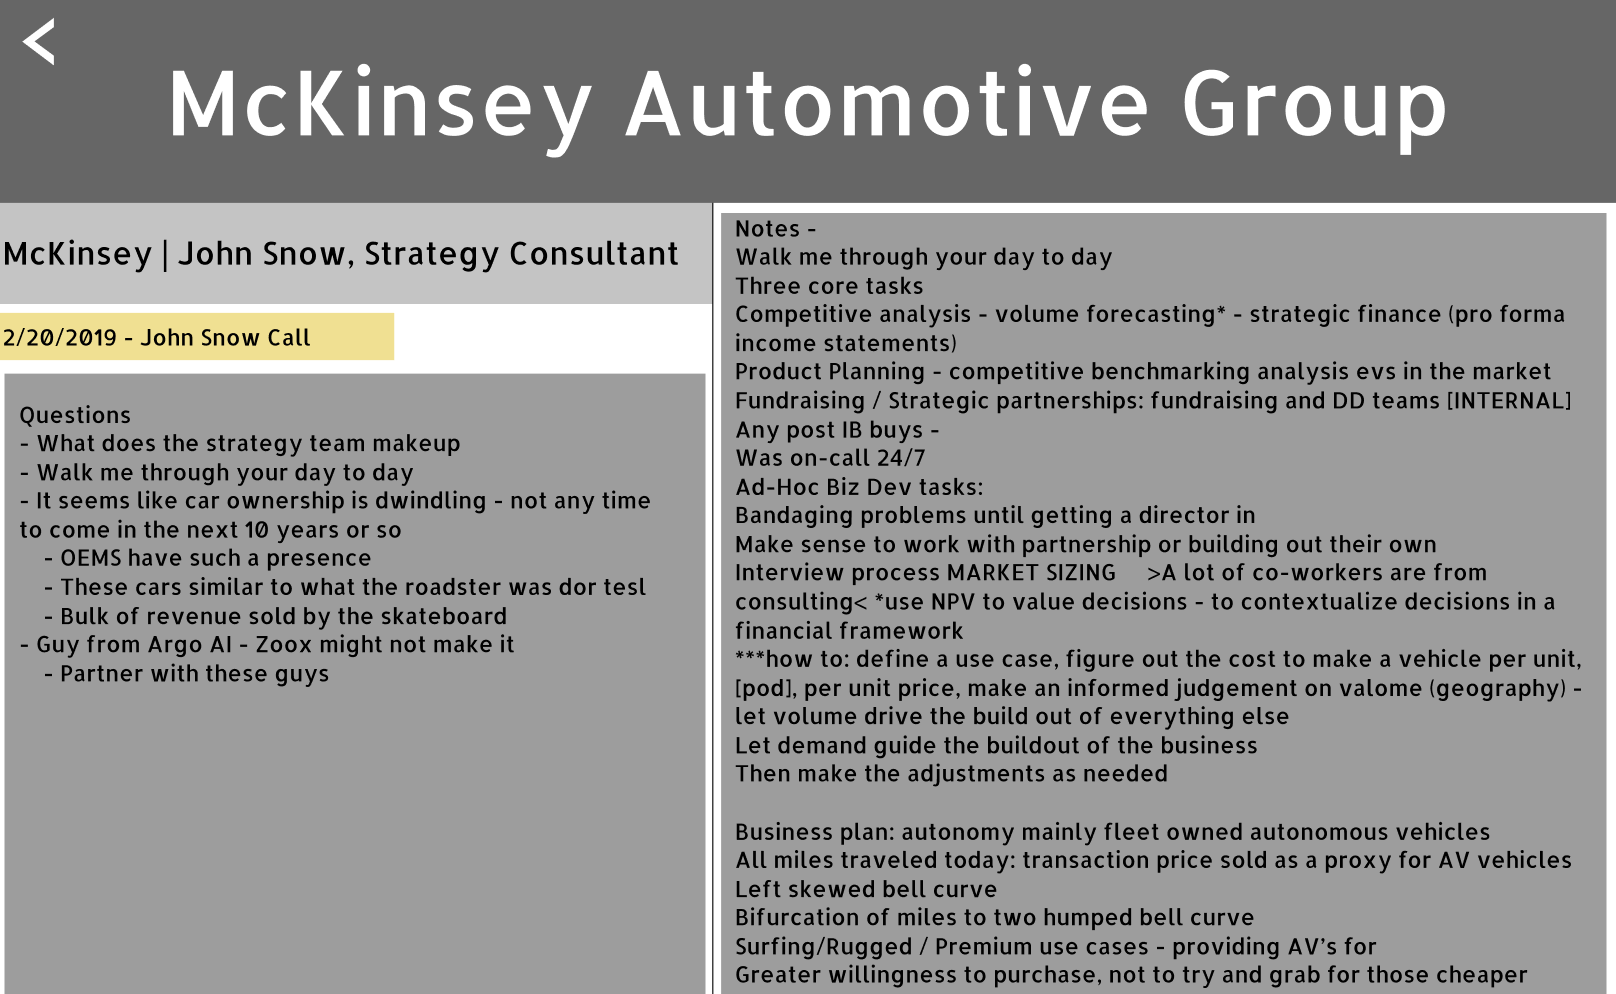 McKinsey Automotive Group
McKinsey | John Snow, Strategy Consultant
2/20/2019 - John Snow Call
Questions
- What does the strategy team makeup
- Walk me through your day to day
- It seems like car ownership is dwindling - not any time
to come in the next 10 years or so
- OEMS have such a presence
- These cars similar to what the roadster was dor tesl
- Bulk of revenue sold by the skateboard
- Guy from Argo AI - Zoox might not make it
- Partner with these guys
Notes -
Walk me through your day to day
Three core tasks
Competitive analysis - volume forecasting* - strategic finance (pro forma
income statements)
Product Planning - competitive benchmarking analysis evs in the market
Fundraising / Strategic partnerships: fundraising and DD teams [INTERNAL]
Any post IB buys -
Was on-call 24/7
Ad-Hoc Biz Dev tasks:
Bandaging problems until getting a director in
Make sense to work with partnership or building out their own
Interview process MARKET SIZING >A lot of co-workers are from
consulting< *use NPV to value decisions - to contextualize decisions in a
financial framework
***how to: define a use case, figure out the cost to make a vehicle per unit,
[pod], per unit price, make an informed judgement on valome (geography) -
let volume drive the build out of everything else
Let demand guide the buildout of the business
Then make the adjustments as needed
Business plan: autonomy mainly fleet owned autonomous vehicles
All miles traveled today: transaction price sold as a proxy for AV vehicles
Left skewed bell curve
Bifurcation of miles to two humped bell curve
Surfing/Rugged / Premium use cases - providing AV's for
Greater willingness to purchase, not to try and grab for those cheaper